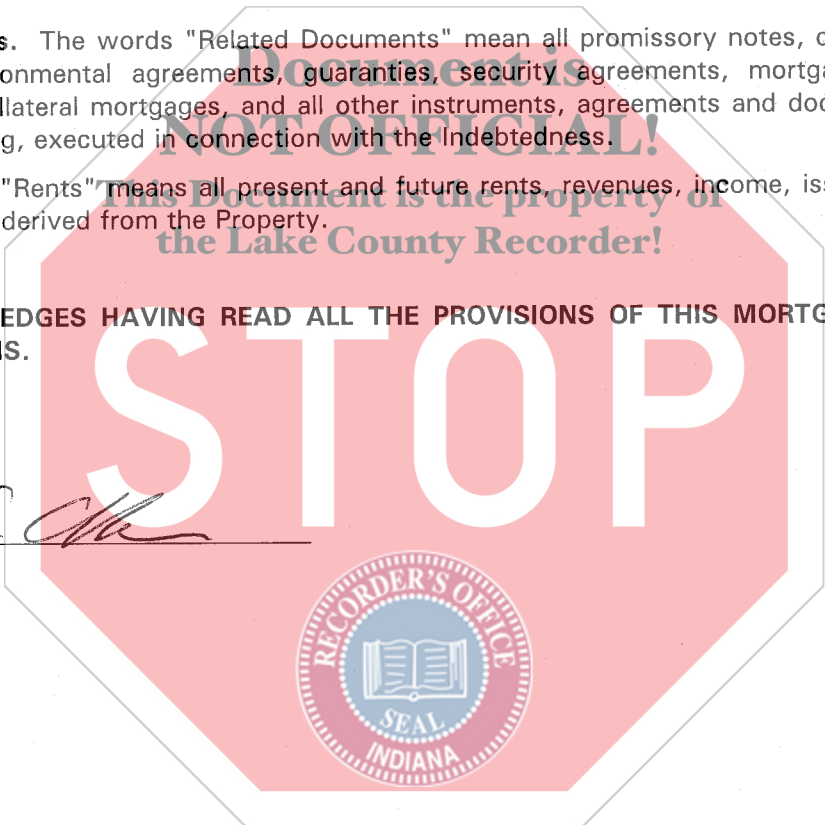 s. The words "Related Documents" mean all promissory notes, c
onmental agreements, guaranties, security agreements, mortga
llateral mortgages, and all other instruments, agreements and doc
g, executed in connection with the Indebtedness.
"Rents" means all present and future rents, revenues, income, iss
derived from the Property.
Document is
NOT OFFICIAL!
This Document is the property of
the Lake County Recorder!
EDGES HAVING READ ALL THE PROVISIONS OF THIS MORTG
S.
STOP
RECORDER'S OFFICE
SEAL
INDIANA